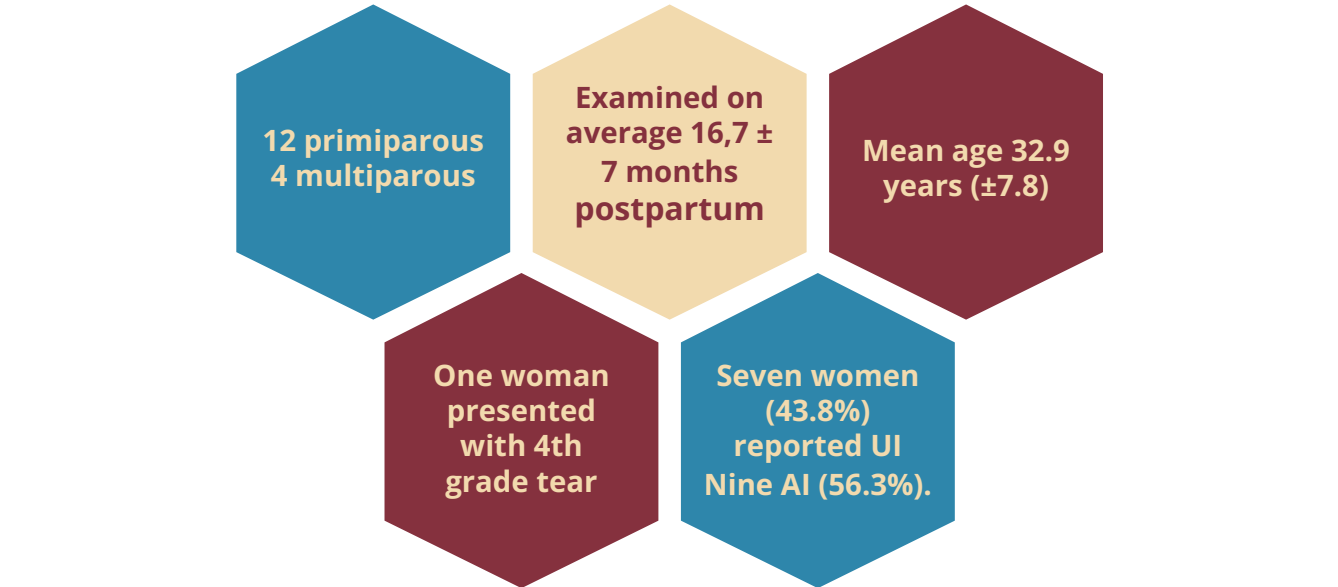 12 primiparous
4 multiparous
Examined on
average 16,7 ±
7 months
postpartum
Mean age 32.9
years (±7.8)
One woman
presented
with 4th
grade tear
Seven women
(43.8%)
reported UI
Nine AI (56.3%).